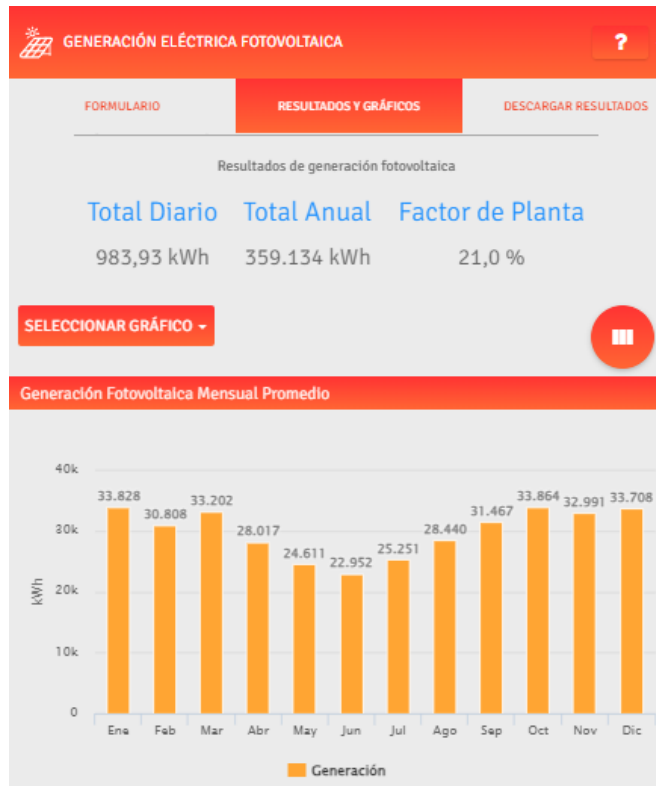 GENERACIÓN ELÉCTRICA FOTOVOLTAICA
?
FORMULARIO
RESULTADOS Y GRÁFICOS
DESCARGAR RESULTADOS
Resultados de generación fotovoltaica
Total Diario Total Anual Factor de Planta
983,93 kWh 359.134 kWh 21,0 %
SELECCIONAR GRÁFICO
Generación Fotovoltaica Mensual Promedio
40k
30k
20k
10k
0
kWh
33.828
30.808
33.202
28.017
24.611
22.952
25.251
28.440
31.467
33.864
32.991
33.708
Ene Feb Mar Abr May Jun Jul Ago Sep Oct Nov Dic
Generación